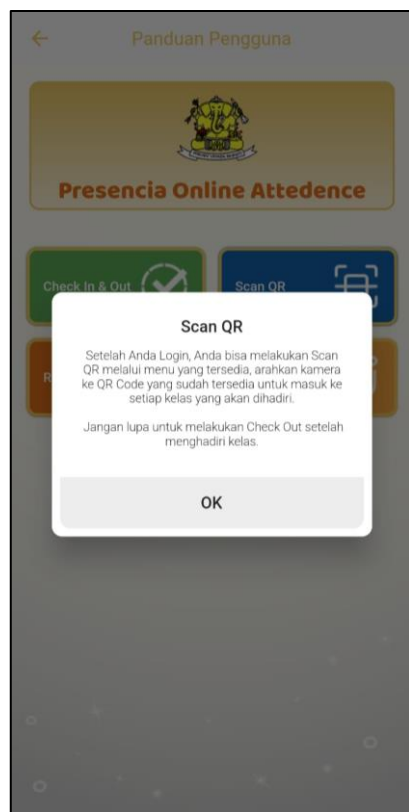 Panduan Pengguna
Presencia Online Attedence
Check In & Out
Scan QR
Scan QR
Setelah Anda Login, Anda bisa melakukan Scan
QR melalui menu yang tersedia, arahkan kamera
ke QR Code yang sudah tersedia untuk masuk ke
setiap kelas yang akan dihadiri.
Jangan lupa untuk melakukan Check Out setelah
menghadiri kelas.
OK